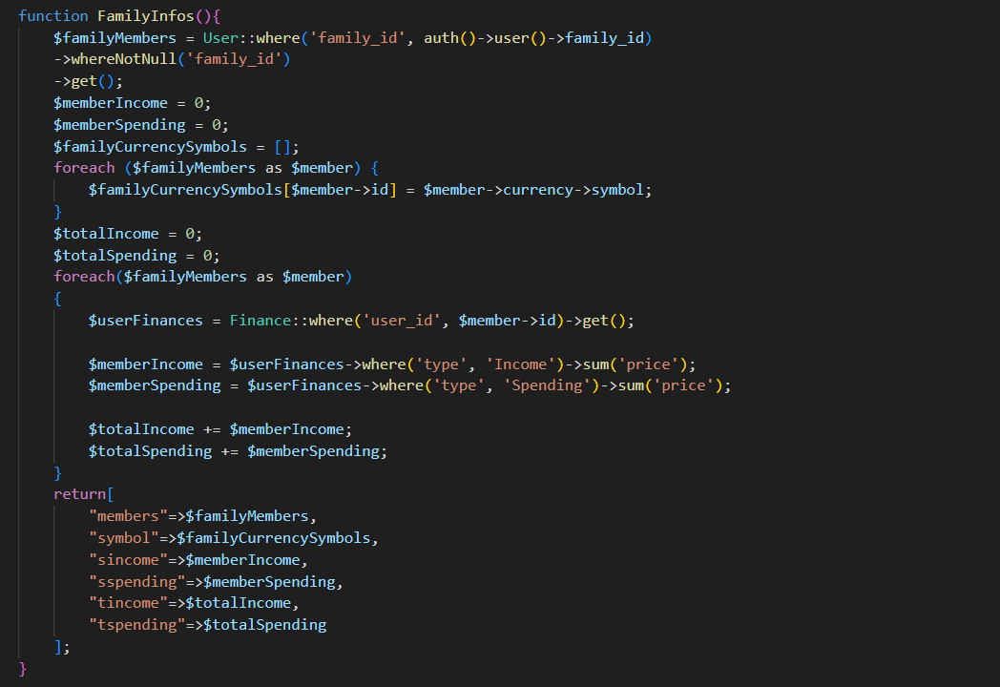 function FamilyInfos(){
    $familyMembers = User::where('family_id', auth()->user()->family_id)
    ->whereNotNull('family_id')
    ->get();
    $memberIncome = 0;
    $memberSpending = 0;
    $familyCurrencySymbols = [];
    foreach ($familyMembers as $member) {
        $familyCurrencySymbols[$member->id] = $member->currency->symbol;
    }
    $totalIncome = 0;
    $totalSpending = 0;
    foreach($familyMembers as $member)
    {
        $userFinances = Finance::where('user_id', $member->id)->get();

        $memberIncome = $userFinances->where('type', 'Income')->sum('price');
        $memberSpending = $userFinances->where('type', 'Spending')->sum('price');

        $totalIncome += $memberIncome;
        $totalSpending += $memberSpending;
    }
    return[
        "members"=>$familyMembers,
        "symbol"=>$familyCurrencySymbols,
        "sincome"=>$memberIncome,
        "sspending"=>$memberSpending,
        "tincome"=>$totalIncome,
        "tspending"=>$totalSpending
    ];
}